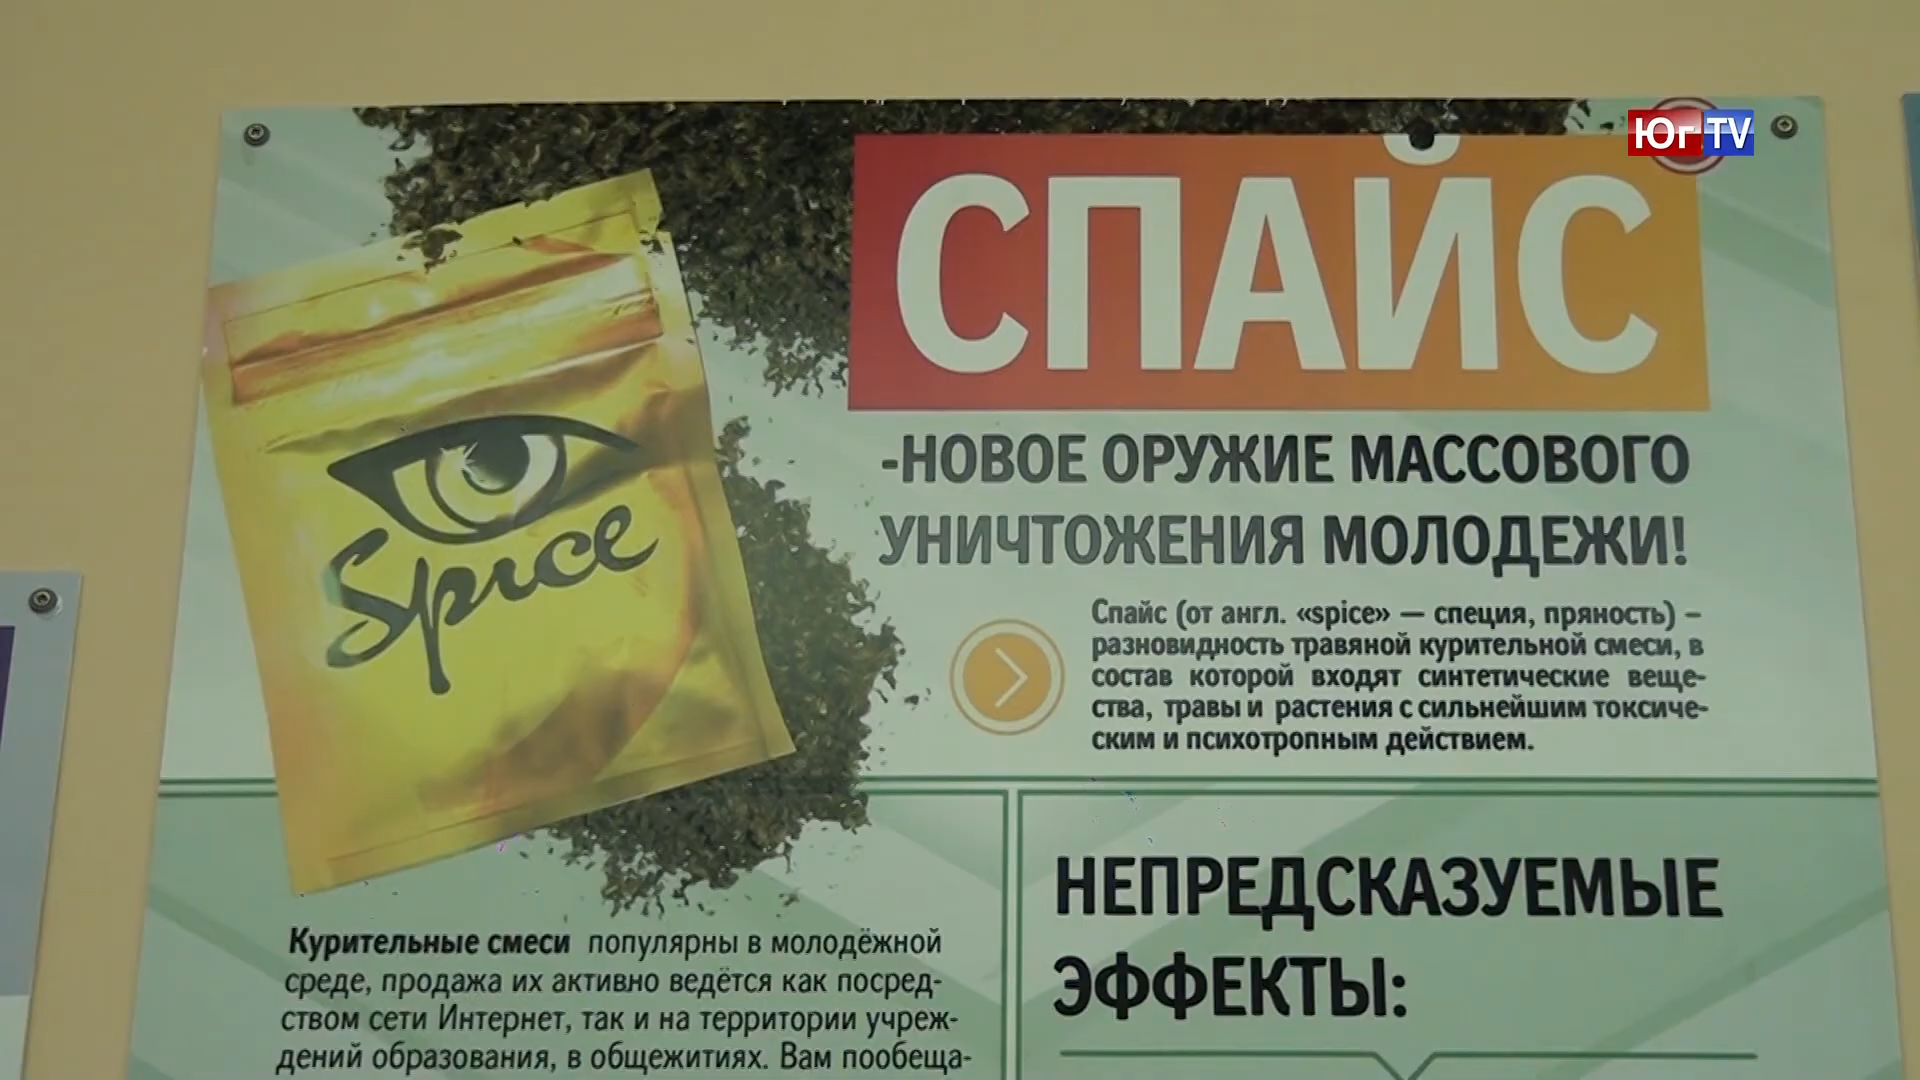 ЮгTV
СПАЙС
-НОВОЕ ОРУЖИЕ МАССОВОГО
УНИЧТОЖЕНИЯ МОЛОДЕЖИ!
Spice
Спайс (от англ. «spice» — специя, пряность) –
разновидность травяной курительной смеси, в
состав которой входят синтетические веще-
ства, травы и растения с сильнейшим токсиче-
ским и психотропным действием.
Курительные смеси популярны в молодёжной
среде, продажа их активно ведётся как посред-
ством сети Интернет, так и на территории учреж-
дений образования, в общежитиях. Вам пообеща-
НЕПРЕДСКАЗУЕМЫЕ
ЭФФЕКТЫ: